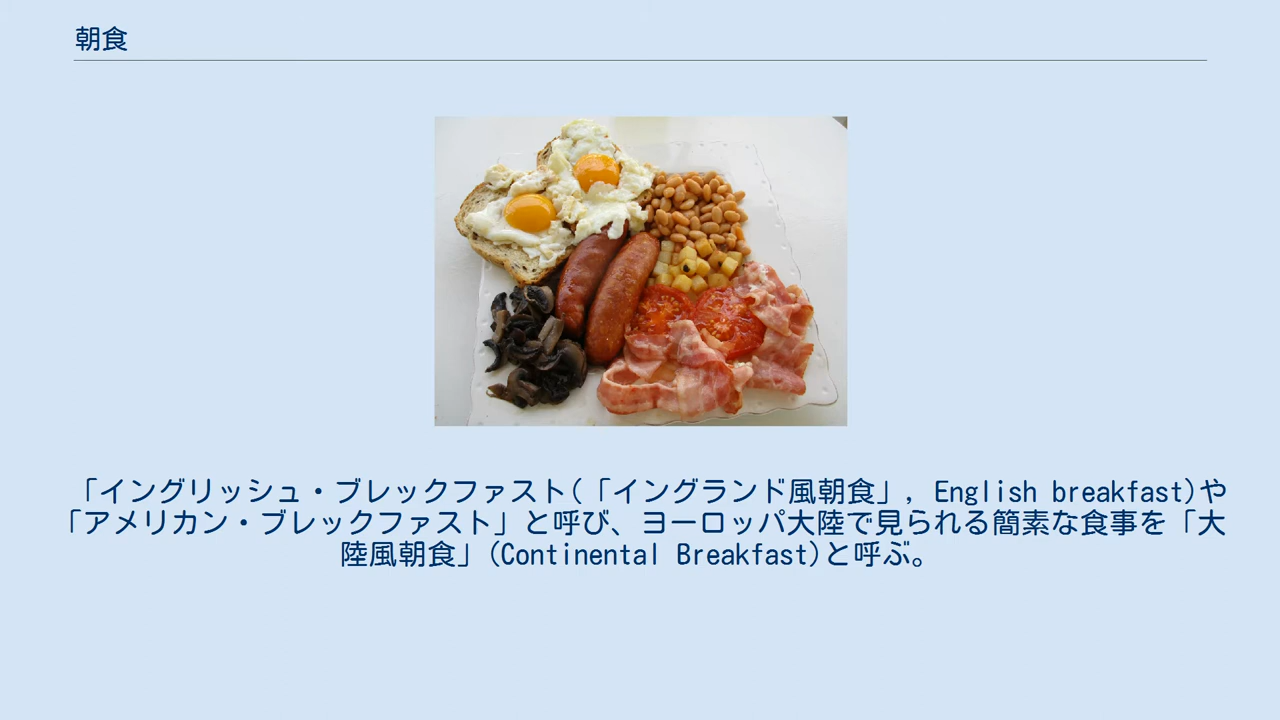 朝食
「イングリッシュ・ブレックファスト(「イングランド風朝食」, English breakfast)や
「アメリカン・ブレックファスト」と呼び、ヨーロッパ大陸で見られる簡素な食事を「大
陸風朝食」(Continental Breakfast)と呼ぶ。